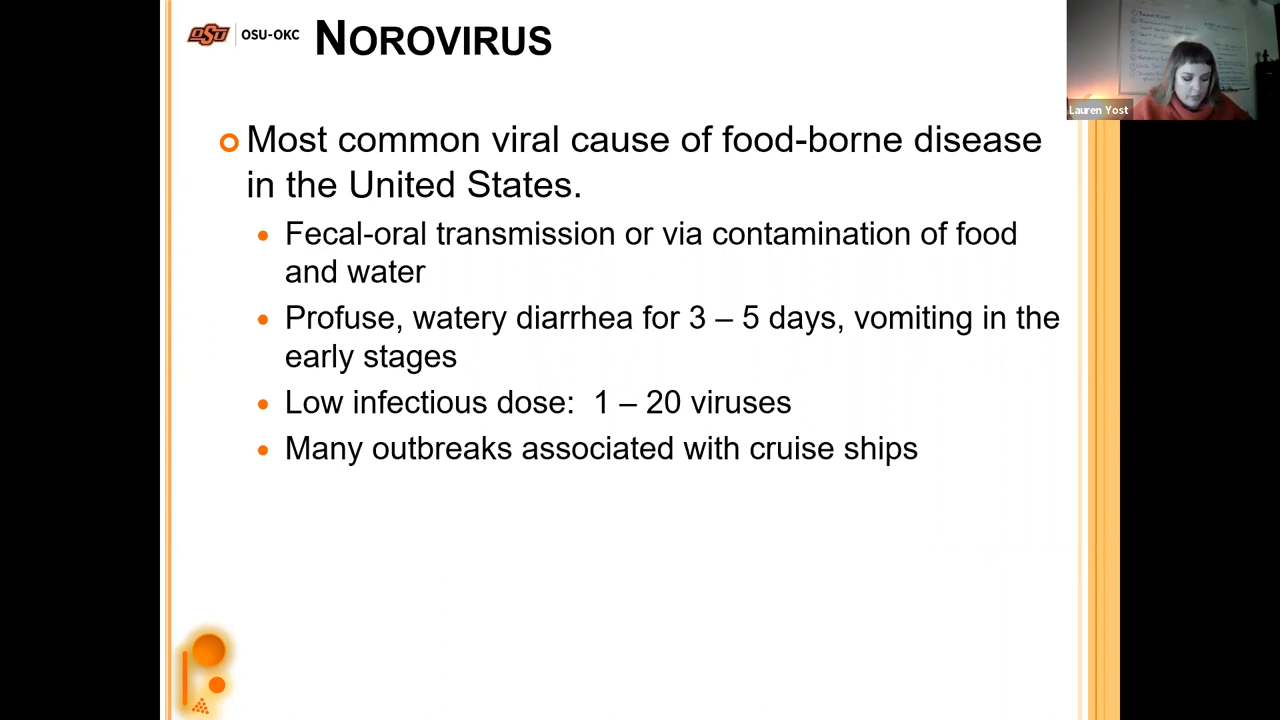 OSU OSU-OKC NOROVIRUS
Lauren Yost
Most common viral cause of food-borne disease
in the United States.
Fecal-oral transmission or via contamination of food
and water
Profuse, watery diarrhea for 3 – 5 days, vomiting in the
early stages
Low infectious dose:  1 – 20 viruses
Many outbreaks associated with cruise ships